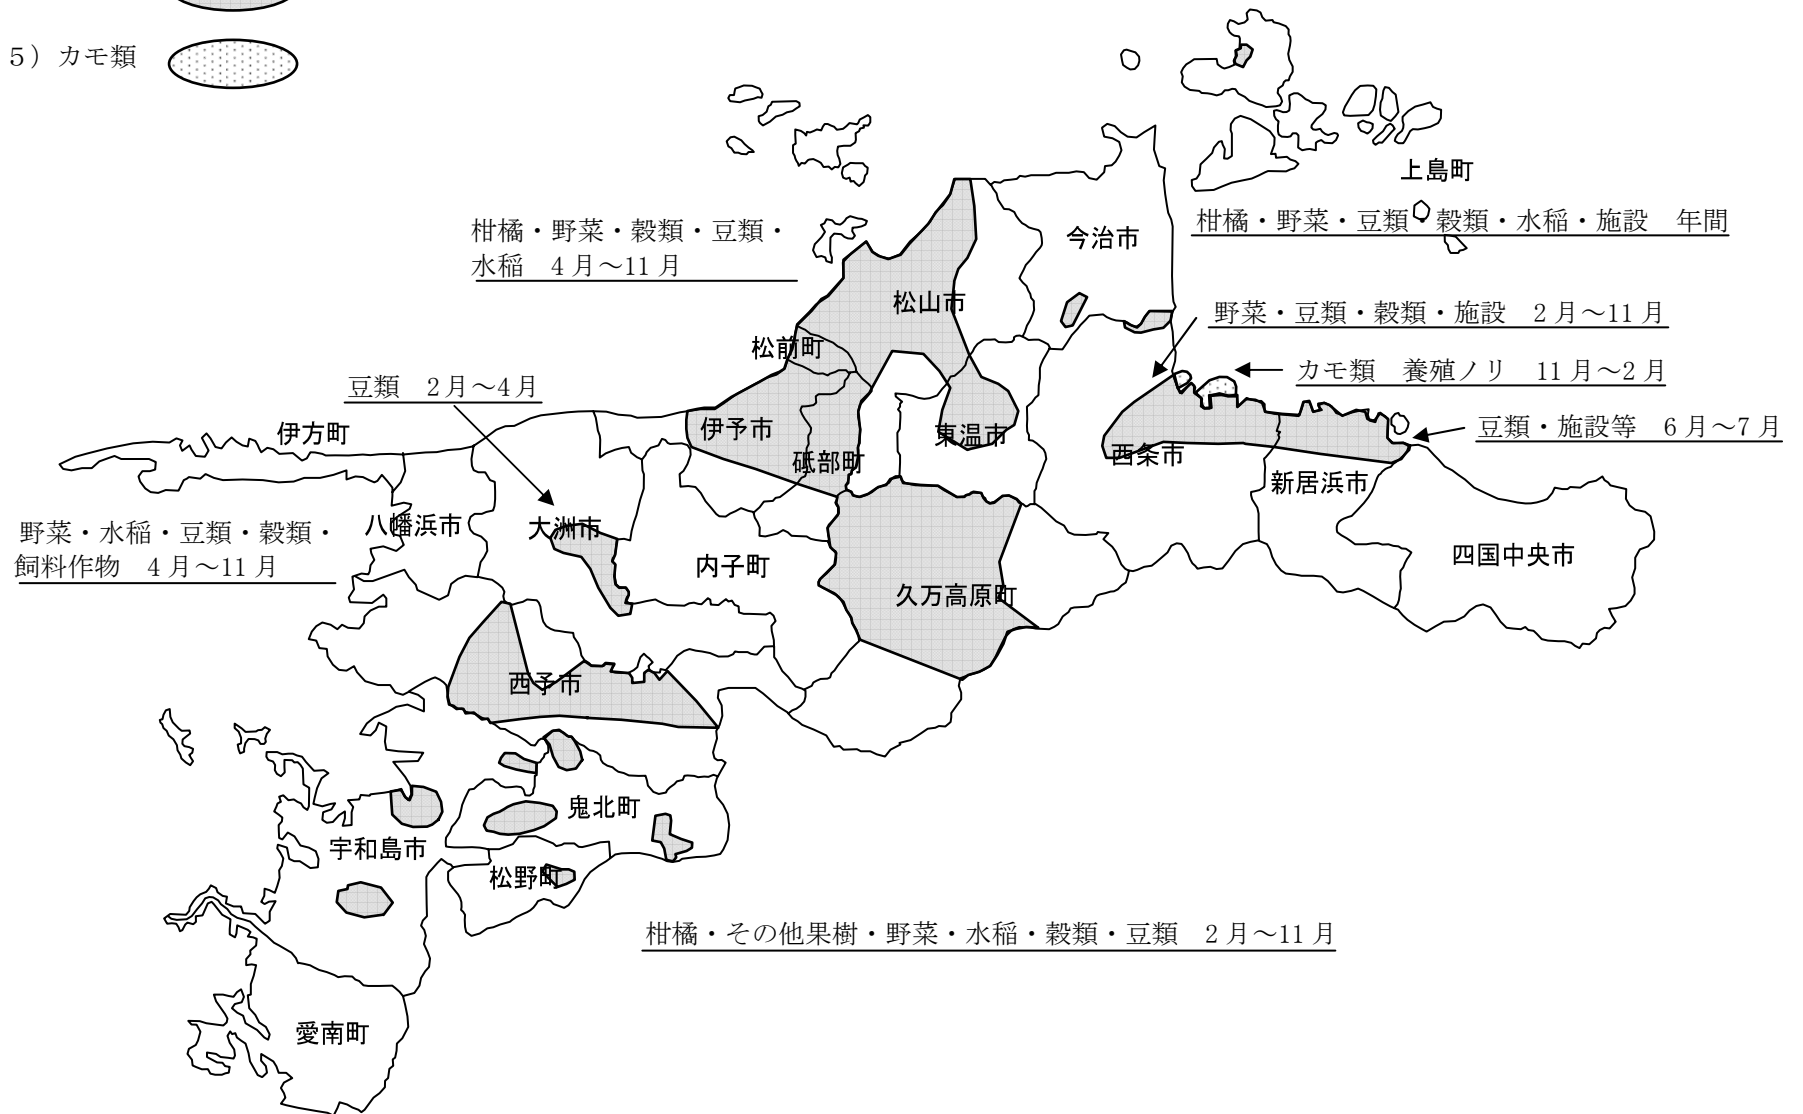 ５）カモ類
上島町
柑橘・野菜・豆類・穀類・水稲・施設　年間
柑橘・野菜・穀類・豆類・
水稲　4月～11月
今治市
松山市
野菜・豆類・穀類・施設　2月～11月
松前町
カモ類　養殖ノリ　11月～2月
豆類　2月～4月
豆類・施設等　6月～7月
伊方町
伊予市
東温市
砥部町
西条市
新居浜市
八幡浜市
大洲市
野菜・水稲・豆類・穀類・
飼料作物　4月～11月
内子町
四国中央市
久万高原町
西予市
鬼北町
宇和島市
松野町
柑橘・その他果樹・野菜・水稲・穀類・豆類　2月～11月
愛南町